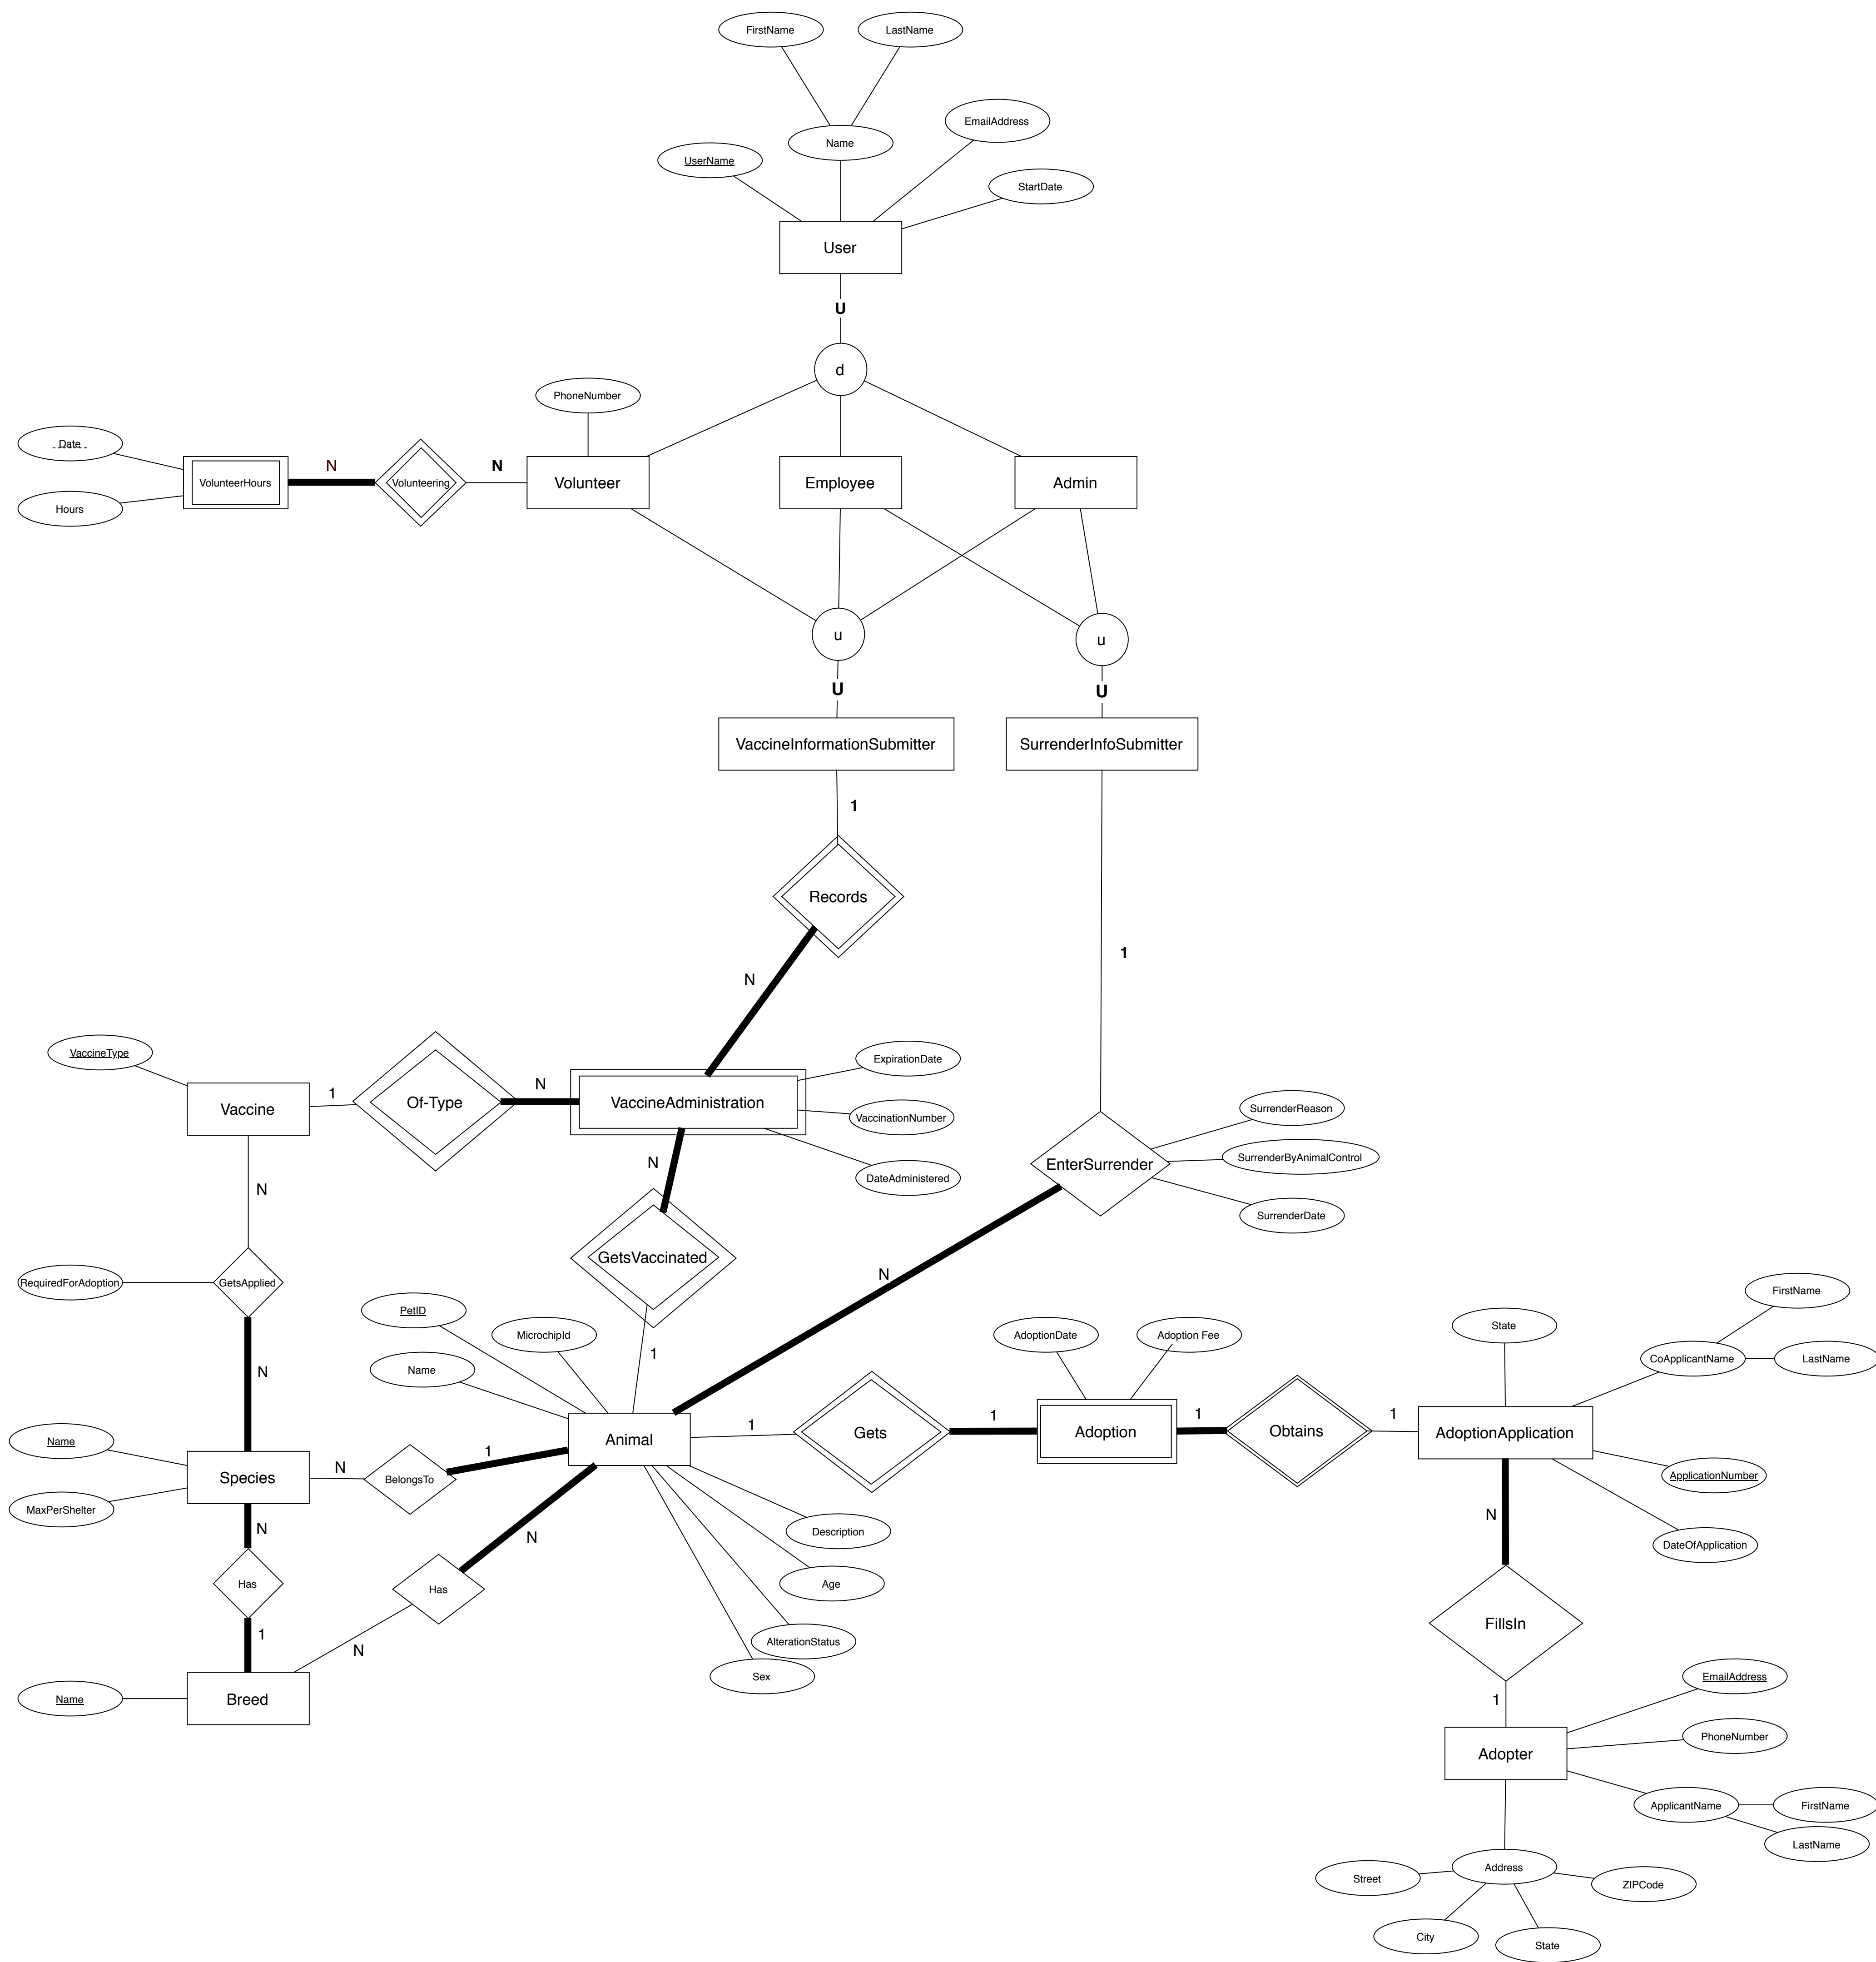 FirstName
LastName
EmailAddress
Name
UserName
StartDate
User
U
d
PhoneNumber
Date
N
N
VolunteerHours
Volunteering
Volunteer
Employee
Admin
Hours
u
u
U
U
VaccineInformationSubmitter
SurrenderInfoSubmitter
1
Records
1
N
VaccineType
ExpirationDate
1
N
Vaccine
Of-Type
VaccineAdministration
VaccinationNumber
SurrenderReason
SurrenderByAnimalControl
N
EnterSurrender
DateAdministered
N
SurrenderDate
GetsVaccinated
N
RequiredForAdoption
GetsApplied
FirstName
PetID
MicrochipId
AdoptionDate
Adoption Fee
State
1
CoApplicantName
LastName
Name
N
1
1
1
1
Name
Animal
Gets
Adoption
Obtains
AdoptionApplication
1
N
Species
BelongsTo
ApplicationNumber
MaxPerShelter
N
N
N
Description
DateOfApplication
Has
Has
Age
FillsIn
1
N
AlterationStatus
Sex
EmailAddress
Name
Breed
1
PhoneNumber
Adopter
ApplicantName
FirstName
LastName
Address
Street
ZIPCode
City
State